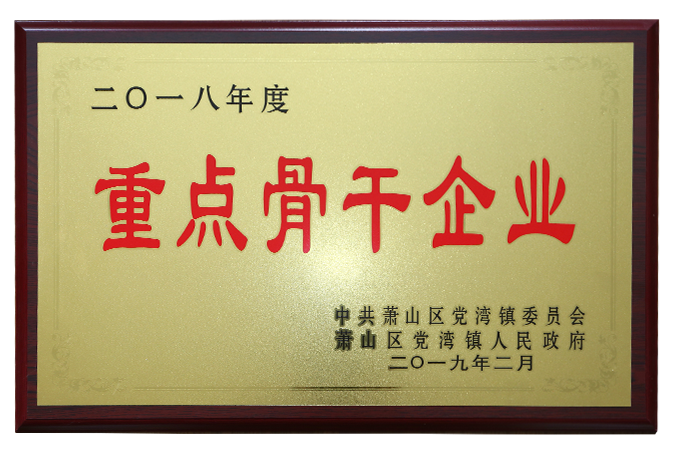 二〇一八年度
重点骨干企业
中共萧山区党湾镇委员会
萧山区党湾镇人民政府
二〇一九年二月